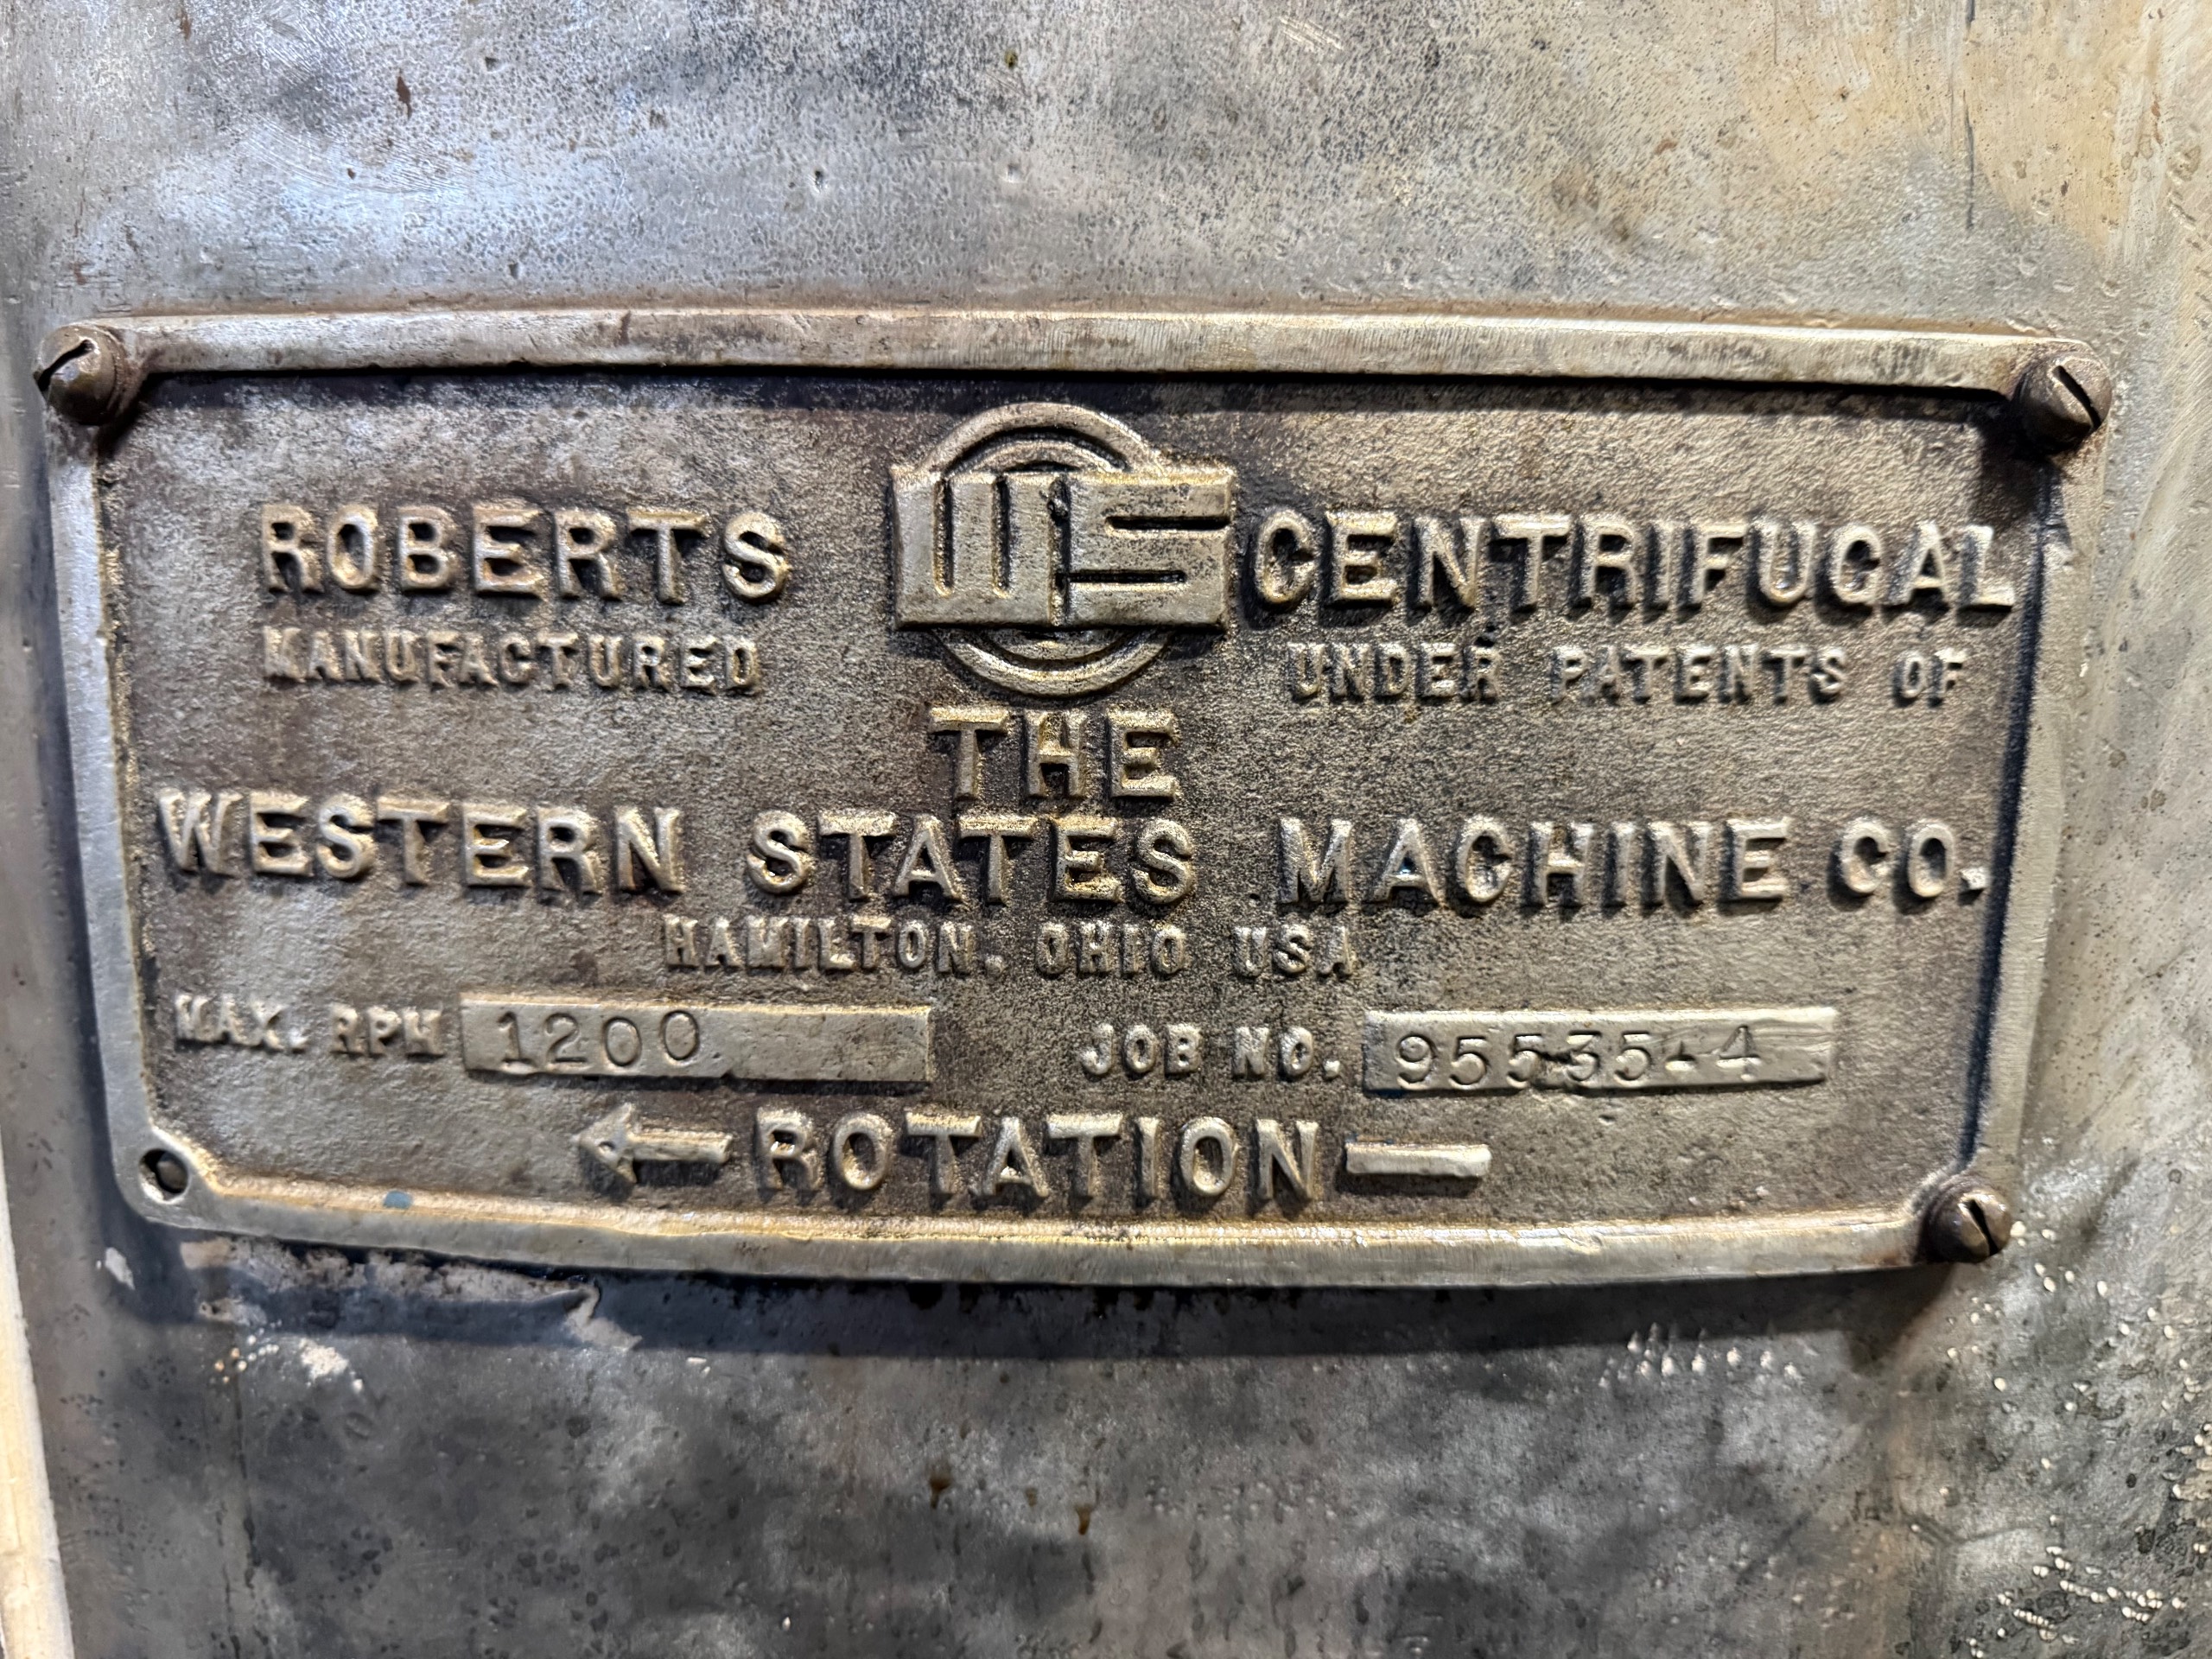 ROBERTS WS CENTRIFUGAL
MANUFACTURED UNDER PATENTS OF
THE
WESTERN STATES MACHINE CO.
HAMILTON, OHIO USA
MAX. RPM 1200 JOB NO. 95535-4
← ROTATION —